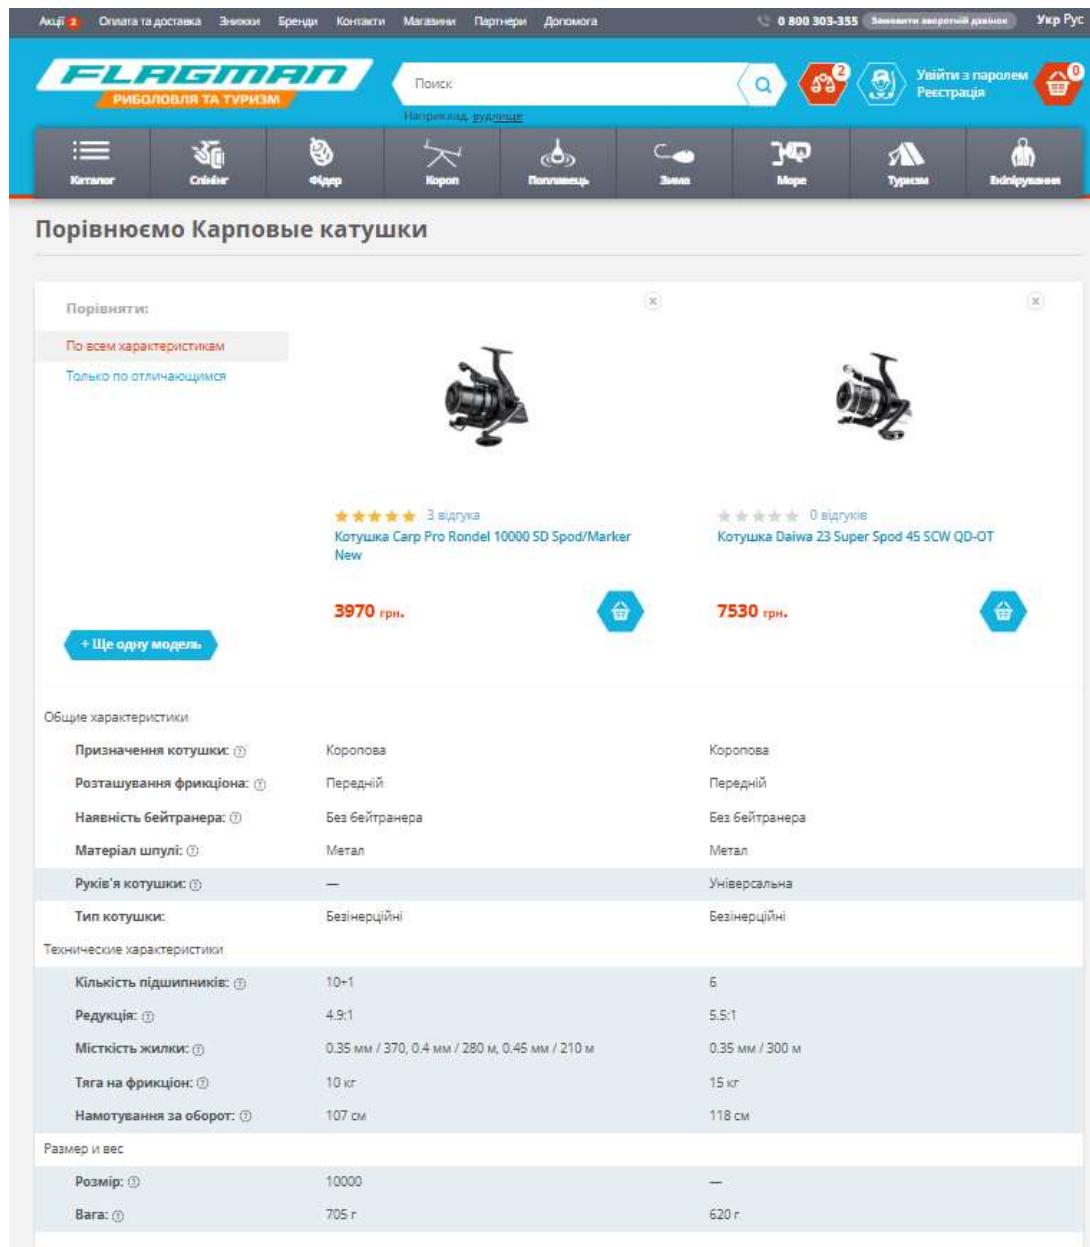 Акції 2 Оплата та доставка Знижки Бренди Контакти Магазини Партнери Допомога 0 800 303-355 Замовити зворотній дзвінок Укр Рус
FLAGMAN
РИБОЛОВЛЯ ТА ТУРИЗМ
Поиск
2
Увійти з паролем
Реєстрація
0
Наприклад, вудлище
Каталог Спінінг Фідер Короп Поплавець Зима Море Туризм Екіпірування
Порівнюємо Карповые катушки
Порівняти:
По всем характеристикам
Только по отличающимся
x x
3 відгука 0 відгуків
Котушка Carp Pro Rondel 10000 SD Spod/Marker Котушка Daiwa 23 Super Spod 45 SCW QD-OT
New
3970 грн. 7530 грн.
+ Ще одну модель
Общие характеристики
Призначення котушки: ? Коропова Коропова
Розташування фрикціона: ? Передній Передній
Наявність бейтранера: ? Без бейтранера Без бейтранера
Матеріал шпулі: ? Метал Метал
Руків'я котушки: ? — Універсальна
Тип котушки: Безінерційні Безінерційні
Технические характеристики
Кількість підшипників: ? 10+1 6
Редукція: ? 4.9:1 5.5:1
Місткість жилки: ? 0.35 мм / 370, 0.4 мм / 280 м, 0.45 мм / 210 м 0.35 мм / 300 м
Тяга на фрикціон: ? 10 кг 15 кг
Намотування за оборот: ? 107 см 118 см
Размер и вес
Розмір: ? 10000 —
Вага: ? 705 г 620 г